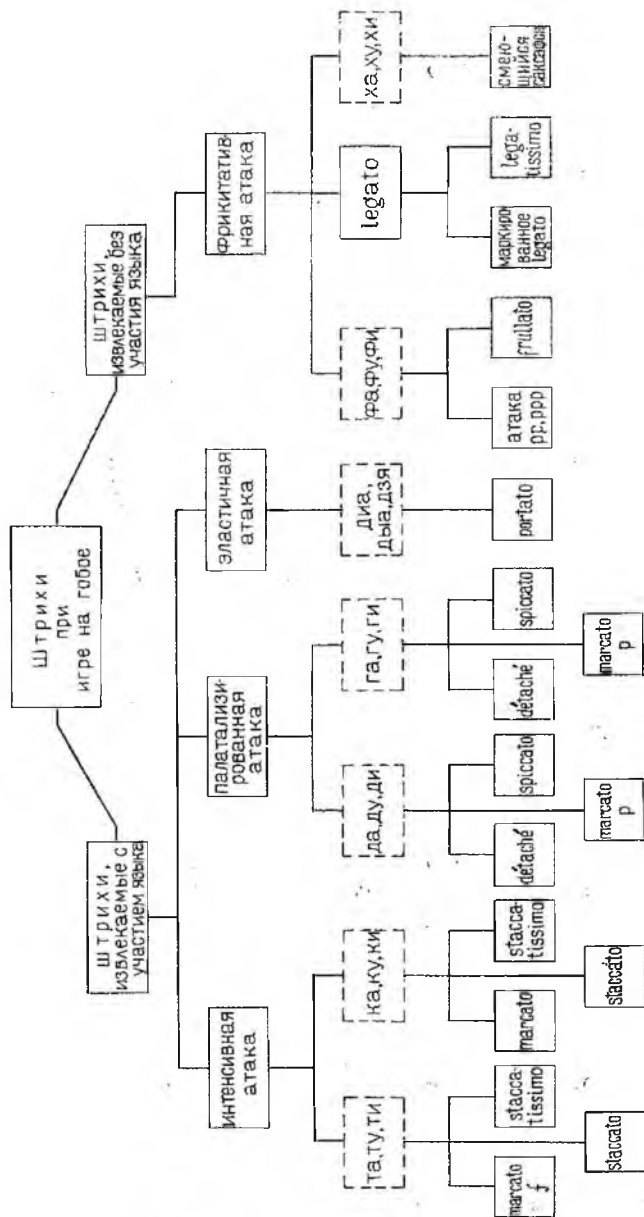 Штрихи
при
игре на гобое
штрихи,
извлекаемые с
участием языка
штрихи,
извлекаемые без
участия языка
интенсивная
атака
палатализи-
рованная
атака
эластичная
атака
фрикитатив-
ная атака
та,ту,ти
ка,ку,ки
да,ду,ди
га,гу,ги
диа,
дыа,дзя
фа,фу,фи
legato
ха,ху,хи
marcato
f
staccato
stacca-
tissimo
marcato
staccato
stacca-
tissimo
détaché
marcato
p
spiccato
détaché
marcato
p
spiccato
portato
атака
pp,ppp
frullato
маркиро-
ванное
legato
lega-
tissimo
смею-
щийся
саксофон